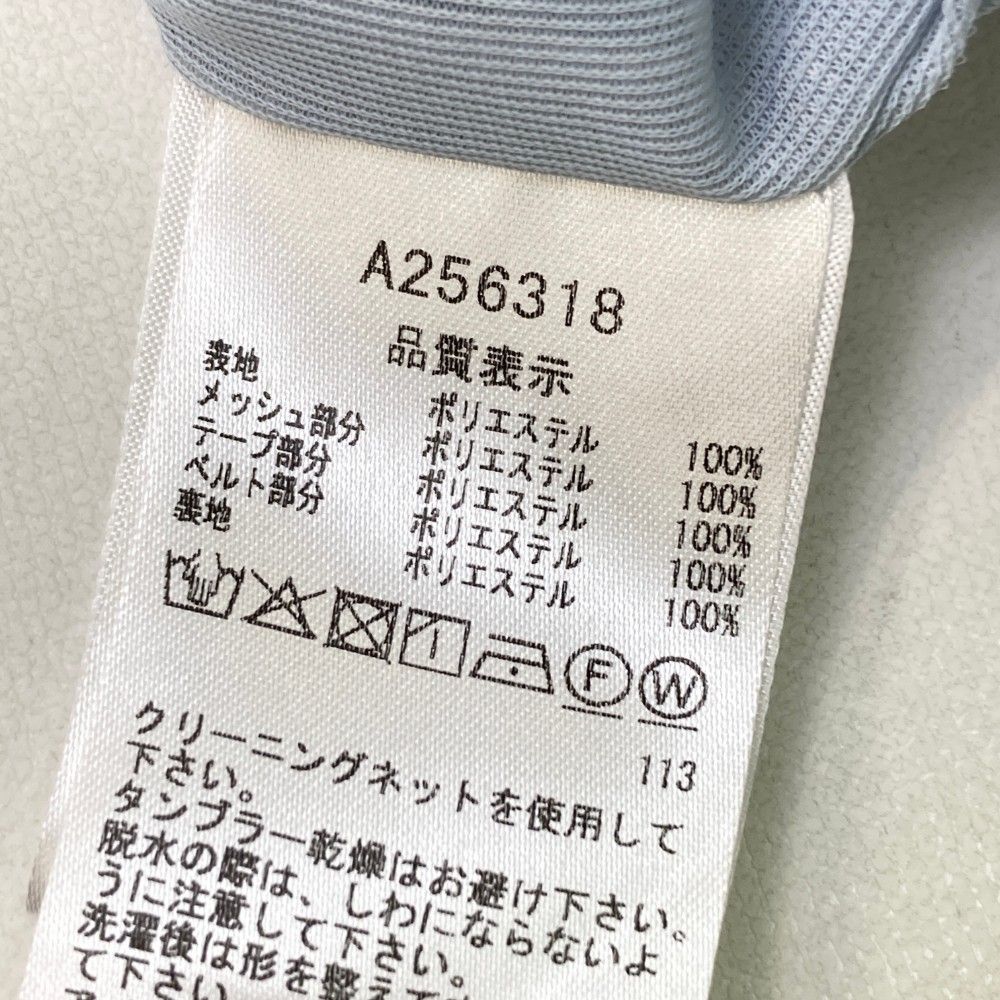 A256318
品質表示
表地 ポリエステル 100%
メッシュ部分 ポリエステル 100%
テープ部分 ポリエステル 100%
ベルト部分 ポリエステル 100%
裏地 ポリエステル 100%
F W
113
クリーニングネットを使用して
下さい。
タンブラー乾燥はお避け下さい。
脱水の際は、しわにならないよ
うに注意して下さい。
洗濯後は形を整えて
て下さい。